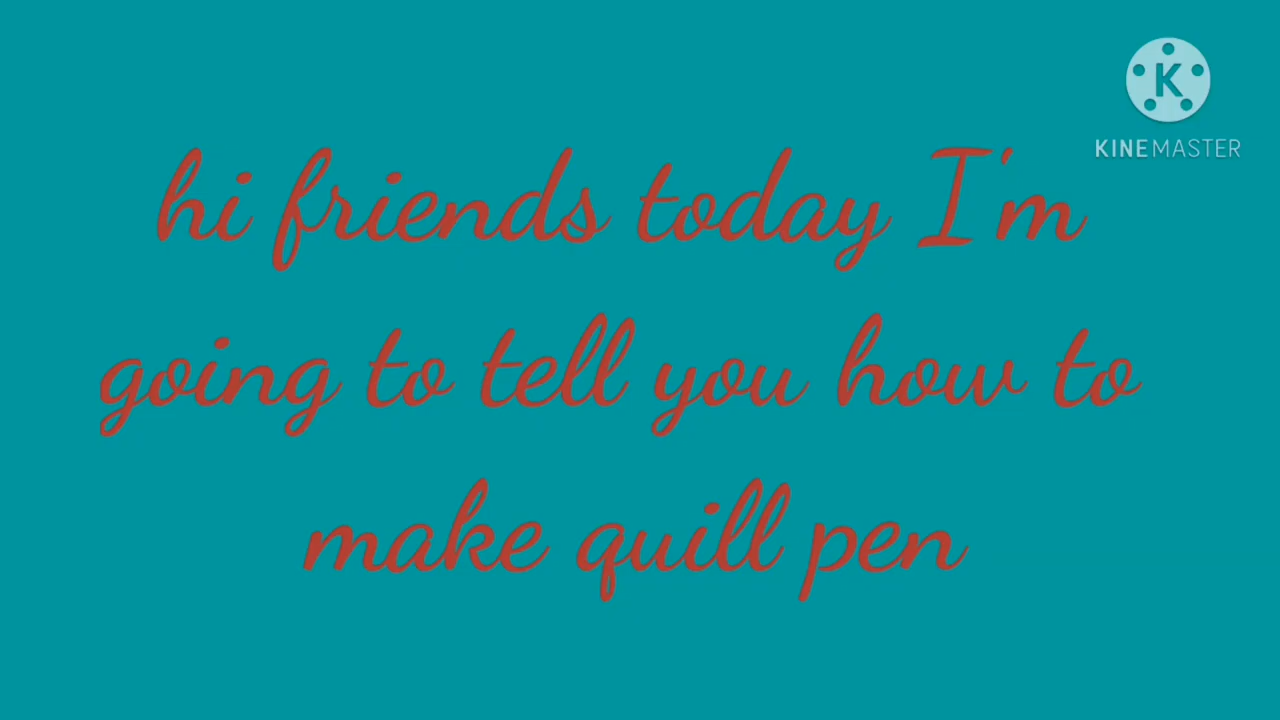 K
KINEMASTER
hi friends today I'm
going to tell you how to
make quill pen